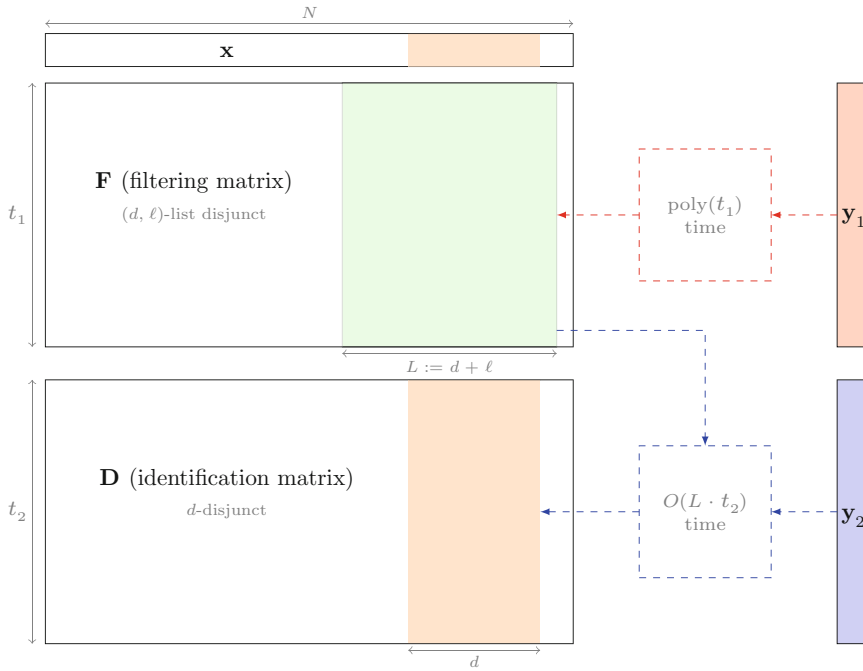 N
x
t₁
F (filtering matrix)
(d, ℓ)-list disjunct
poly(t₁)
time
y₁
L := d + ℓ
t₂
D (identification matrix)
d-disjunct
O(L · t₂)
time
y₂
d